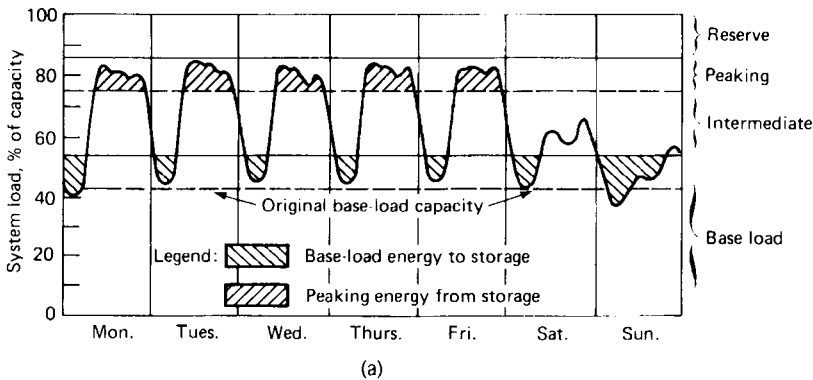 100
80
60
40
20
0
System load, % of capacity
Reserve
Peaking
Intermediate
Base load
Original base-load capacity
Legend:
Base-load energy to storage
Peaking energy from storage
Mon. Tues. Wed. Thurs. Fri. Sat. Sun.
(a)